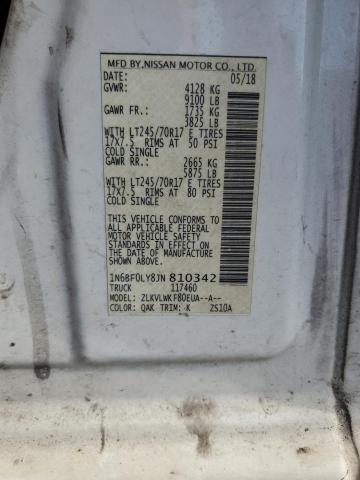 MFD BY,NISSAN MOTOR CO., LTD.
DATE: 05/18
GVWR: 4128 KG
9100 LB
GAWR FR.: 1735 KG
3825 LB
WITH LT245/70R17 E TIRES
17X7.5 RIMS AT 50 PSI
COLD SINGLE
GAWR RR.: 2665 KG
5875 LB
WITH LT245/70R17 E TIRES
17X7.5 RIMS AT 80 PSI
COLD SINGLE
THIS VEHICLE CONFORMS TO
ALL APPLICABLE FEDERAL
MOTOR VEHICLE SAFETY
STANDARDS IN EFFECT ON
THE DATE OF MANUFACTURE
SHOWN ABOVE.
1N6BF0LY8JN 810342
TRUCK 117460
MODEL: ZLKVLWKF80EUA--A--
COLOR: QAK TRIM: K ZS10A